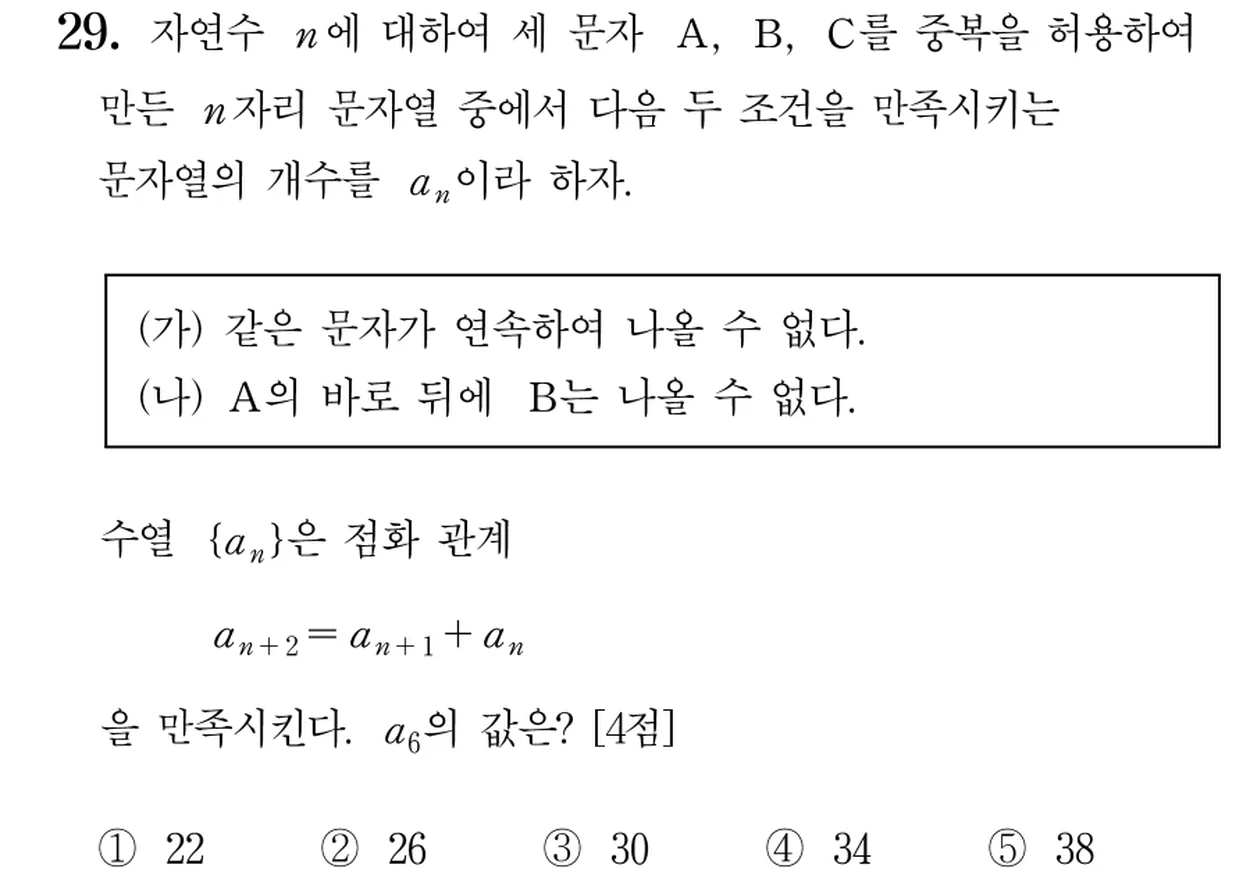 29. 자연수 n에 대하여 세 문자 A, B, C를 중복을 허용하여
만든 n자리 문자열 중에서 다음 두 조건을 만족시키는
문자열의 개수를 aₙ이라 하자.
(가) 같은 문자가 연속하여 나올 수 없다.
(나) A의 바로 뒤에 B는 나올 수 없다.
수열 {aₙ}은 점화 관계
aₙ₊₂ = aₙ₊₁ + aₙ
을 만족시킨다. a₆의 값은? [4점]
① 22 ② 26 ③ 30 ④ 34 ⑤ 38